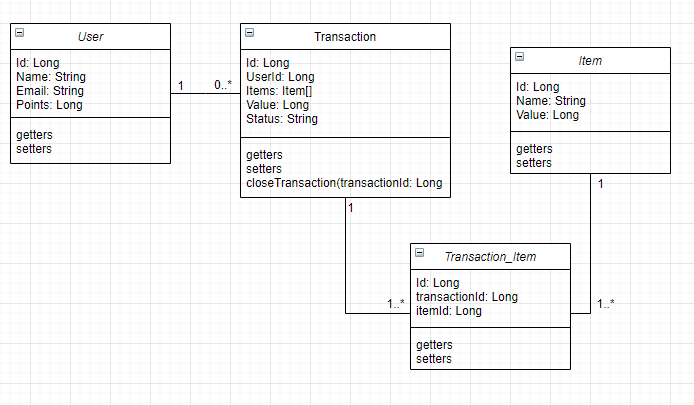 User
Id: Long
Name: String
Email: String
Points: Long
getters
setters
1
0..*
Transaction
Id: Long
UserId: Long
Items: Item[]
Value: Long
Status: String
getters
setters
closeTransaction(transactionId: Long
1
1..*
Item
Id: Long
Name: String
Value: Long
getters
setters
1
1..*
Transaction_Item
Id: Long
transactionId: Long
itemId: Long
getters
setters